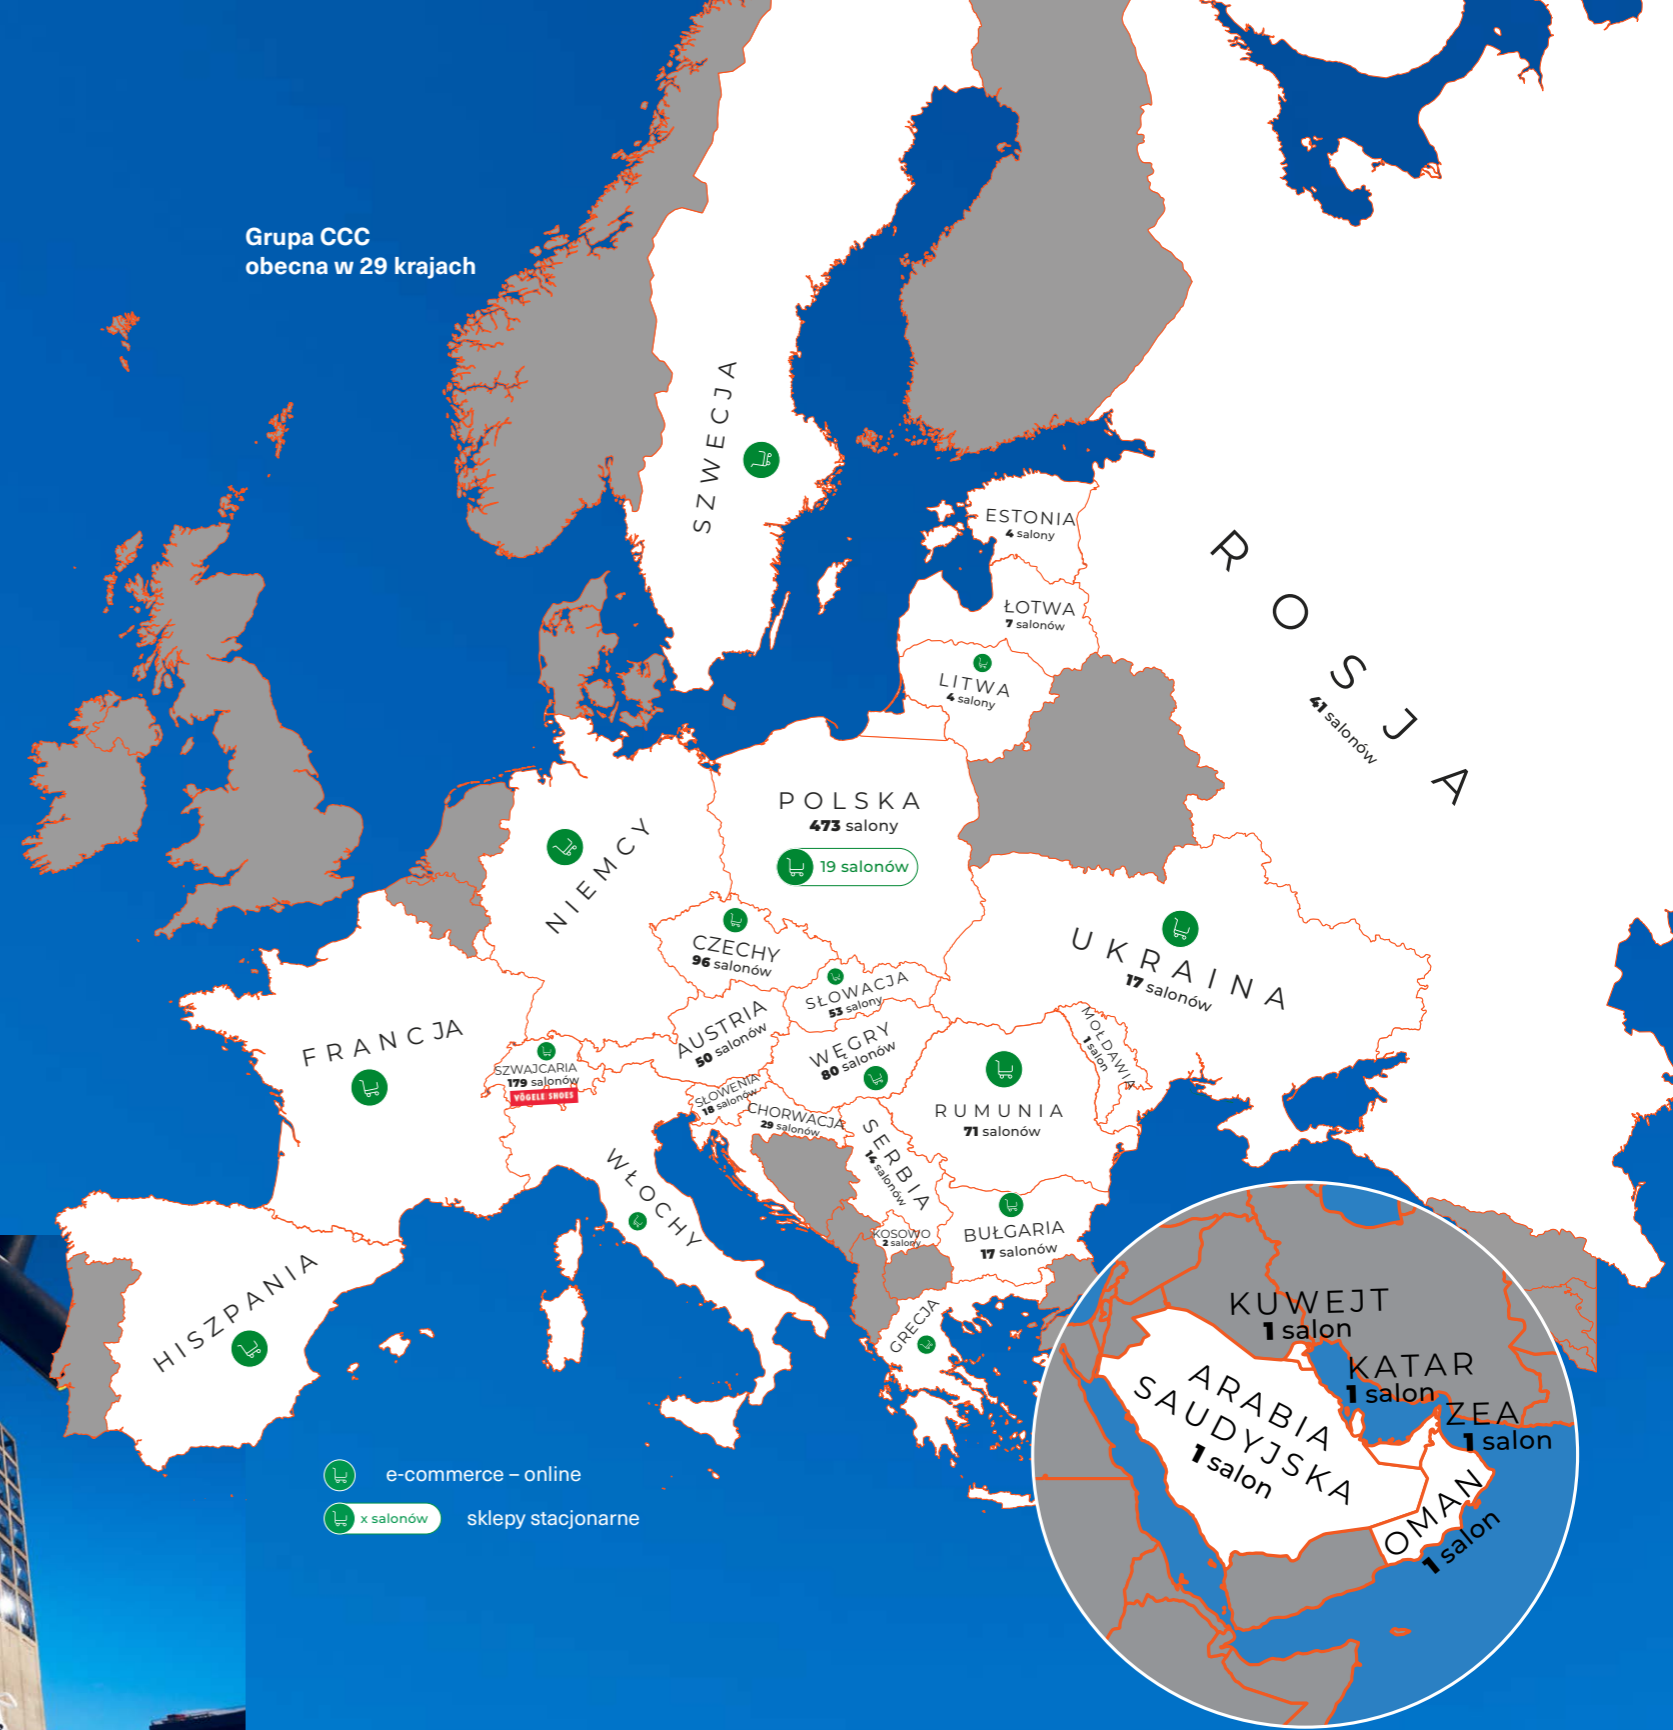 Grupa CCC
obecna w 29 krajach
SZWECJA
ESTONIA
4 salony
ŁOTWA
7 salonów
LITWA
4 salony
ROSJA
41 salonów
POLSKA
473 salony
19 salonów
NIEMCY
CZECHY
96 salonów
SŁOWACJA
53 salony
UKRAINA
17 salonów
MOŁDAWIA
1 salon
FRANCJA
AUSTRIA
50 salonów
WĘGRY
80 salonów
SZWAJCARIA
179 salonów
VÖGELE SHOES
SŁOWENIA
18 salonów
CHORWACJA
29 salonów
RUMUNIA
71 salonów
SERBIA
14 salonów
WŁOCHY
KOSOWO
2 salony
BUŁGARIA
17 salonów
HISZPANIA
GRECJA
KUWEJT
1 salon
KATAR
1 salon
ZEA
1 salon
ARABIA
SAUDYJSKA
1 salon
OMAN
1 salon
e-commerce – online
x salonów
sklepy stacjonarne